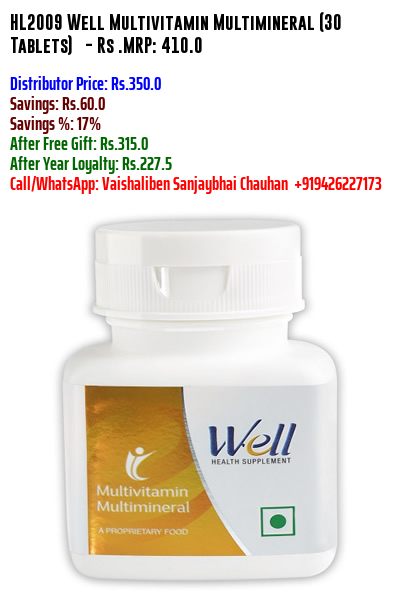 HL2009 Well Multivitamin Multimineral (30
Tablets) - Rs .MRP: 410.0
Distributor Price: Rs.350.0
Savings: Rs.60.0
Savings %: 17%
After Free Gift: Rs.315.0
After Year Loyalty: Rs.227.5
Call/WhatsApp: Vaishaliben Sanjaybhai Chauhan +919426227173
Well
HEALTH SUPPLEMENT
Multivitamin
Multimineral
A PROPRIETARY FOOD